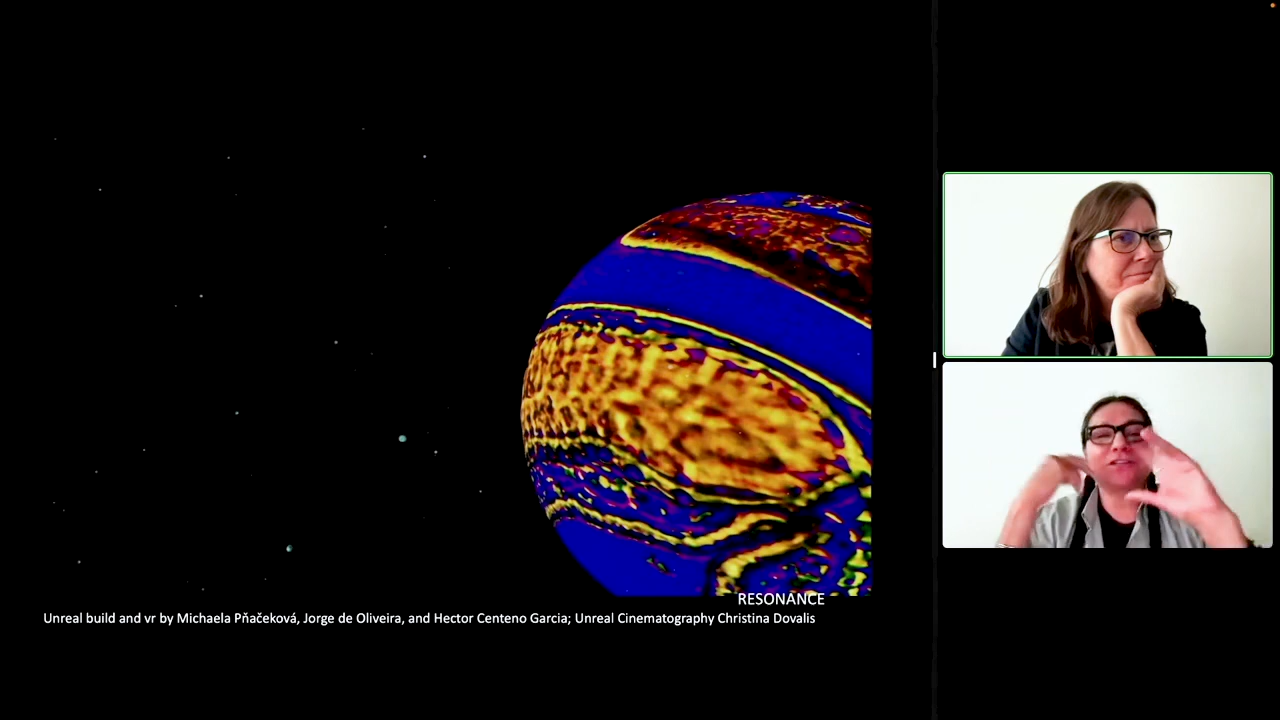 RESONANCE
Unreal build and vr by Michaela Pňačeková, Jorge de Oliveira, and Hector Centeno Garcia; Unreal Cinematography Christina Dovalis